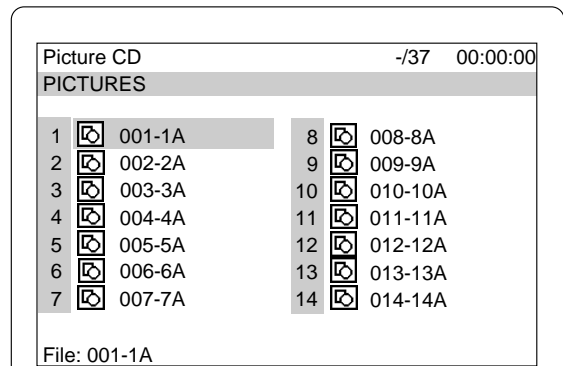 Picture CD -/37 00:00:00
PICTURES
1 001-1A
2 002-2A
3 003-3A
4 004-4A
5 005-5A
6 006-6A
7 007-7A
8 008-8A
9 009-9A
10 010-10A
11 011-11A
12 012-12A
13 013-13A
14 014-14A
File: 001-1A